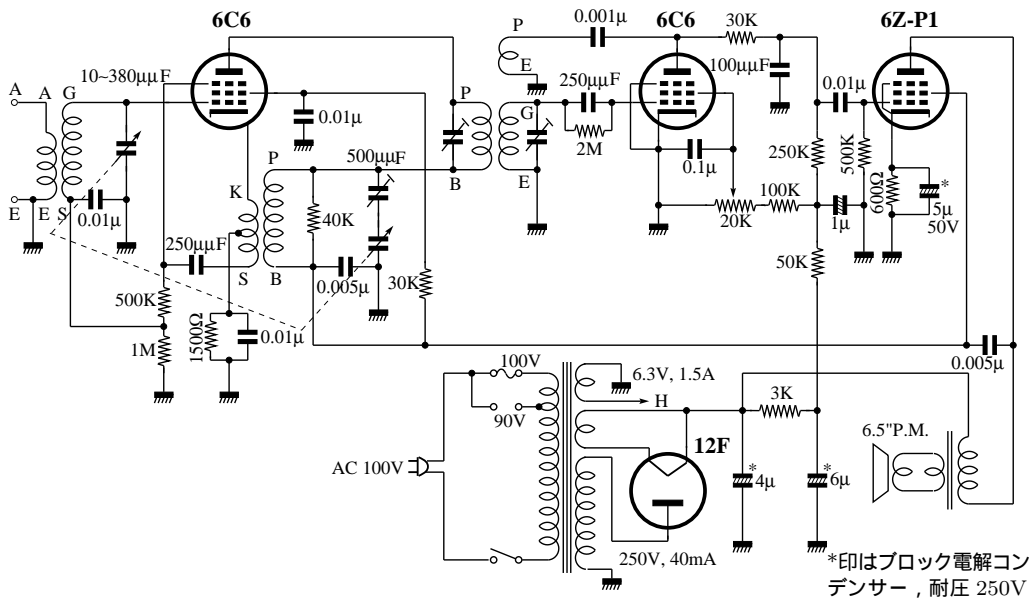 6C6
6C6
6Z-P1
P
0.001µ
30K
E
100µµF
A
A
G
10~380µµF
0.01µ
P
G
250µµF
2M
0.01µ
P
500µµF
B
E
0.1µ
250K
500K
600Ω
*
5µ
50V
K
40K
20K
100K
1µ
E
E
S
0.01µ
250µµF
S
B
0.005µ
30K
50K
500K
1M
1500Ω
0.01µ
0.005µ
100V
90V
6.3V, 1.5A
H
3K
6.5"P.M.
AC 100V
12F
*
4µ
*
6µ
250V, 40mA
*印はブロック電解コン
デンサー , 耐圧 250V